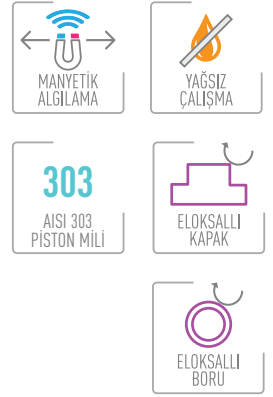 MANYETİK
ALGILAMA
YAĞSIZ
ÇALIŞMA
303
AISI 303
PİSTON MİLİ
ELOKSALLI
KAPAK
ELOKSALLI
BORU